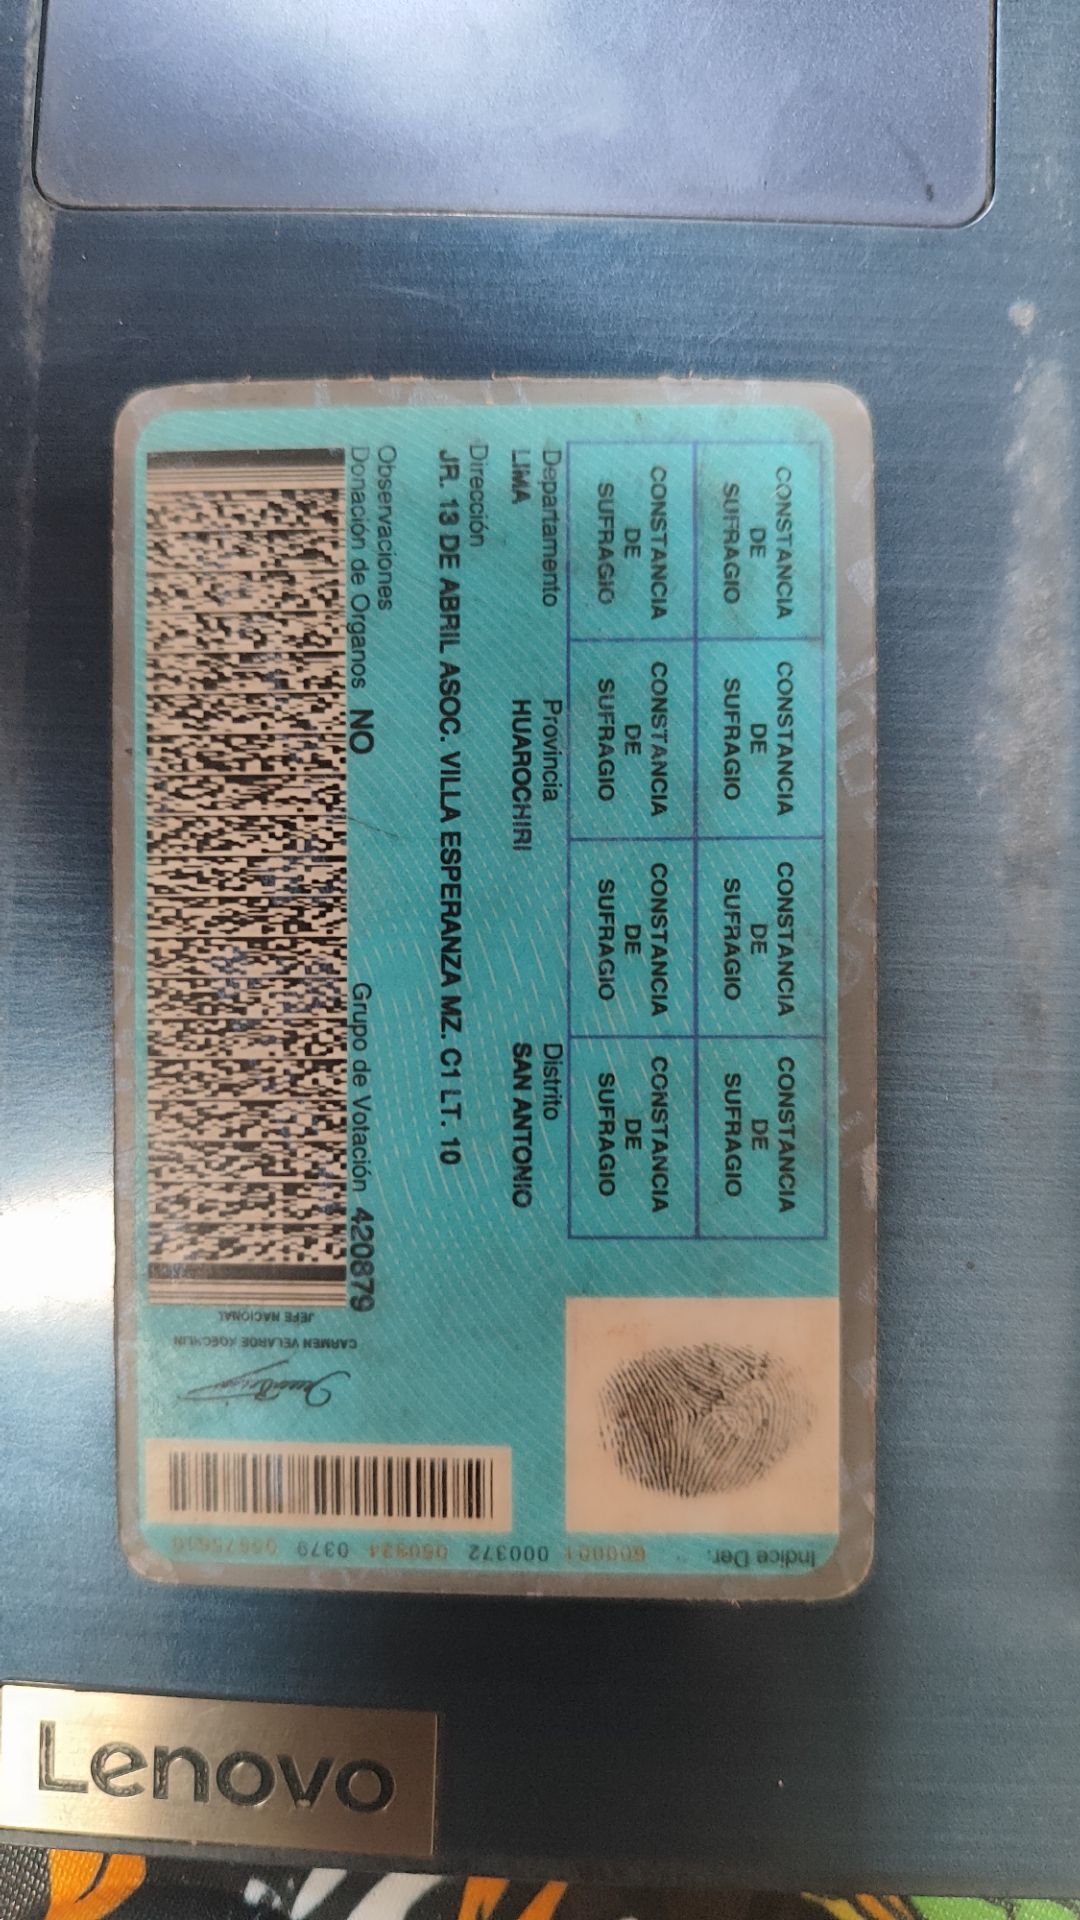 CONSTANCIA DE SUFRAGIO
CONSTANCIA DE SUFRAGIO
CONSTANCIA DE SUFRAGIO
CONSTANCIA DE SUFRAGIO
CONSTANCIA DE SUFRAGIO
CONSTANCIA DE SUFRAGIO
CONSTANCIA DE SUFRAGIO
CONSTANCIA DE SUFRAGIO
Departamento Provincia Distrito
LIMA HUAROCHIRI SAN ANTONIO
Dirección
JR. 13 DE ABRIL ASOC. VILLA ESPERANZA MZ. C1 LT. 10
Observaciones
Donación de Organos NO Grupo de Votación 420879
CARMEN VELARDE KOECHLIN
JEFE NACIONAL
Indice Der.
000372
0379
Lenovo